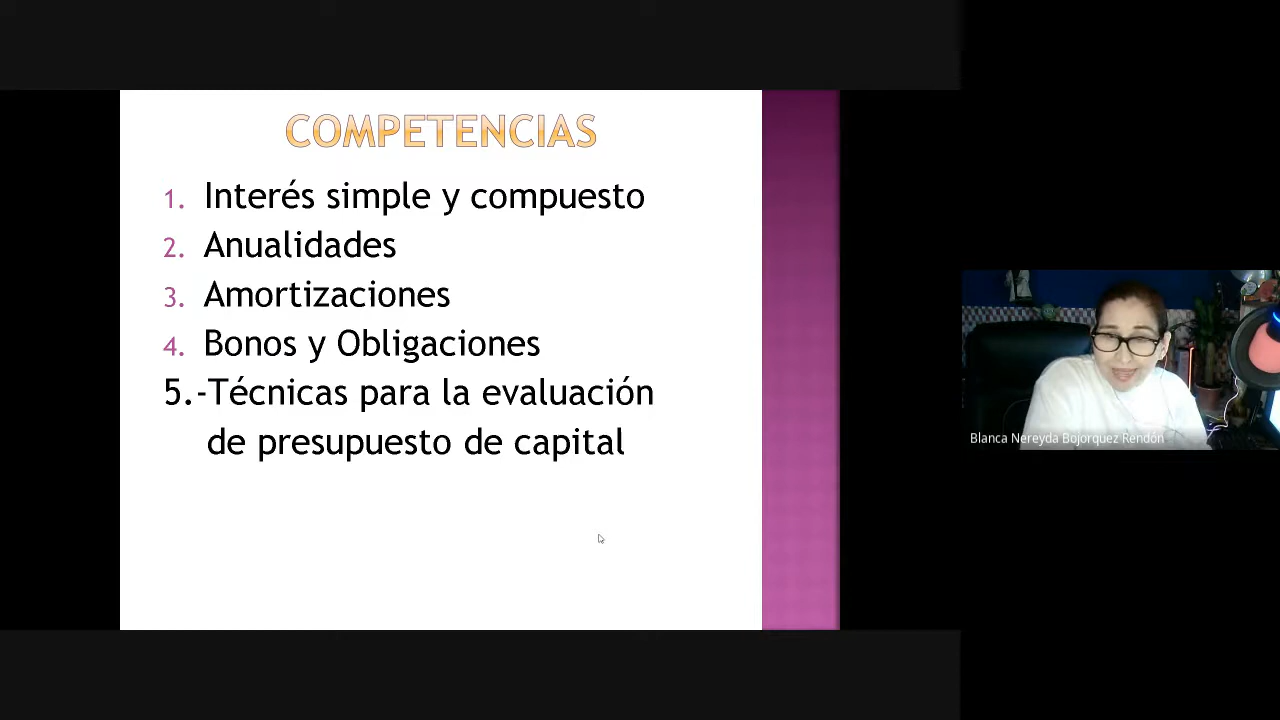 COMPETENCIAS
1. Interés simple y compuesto
2. Anualidades
3. Amortizaciones
4. Bonos y Obligaciones
5.-Técnicas para la evaluación
de presupuesto de capital
Blanca Nereyda Bojorquez Rendón